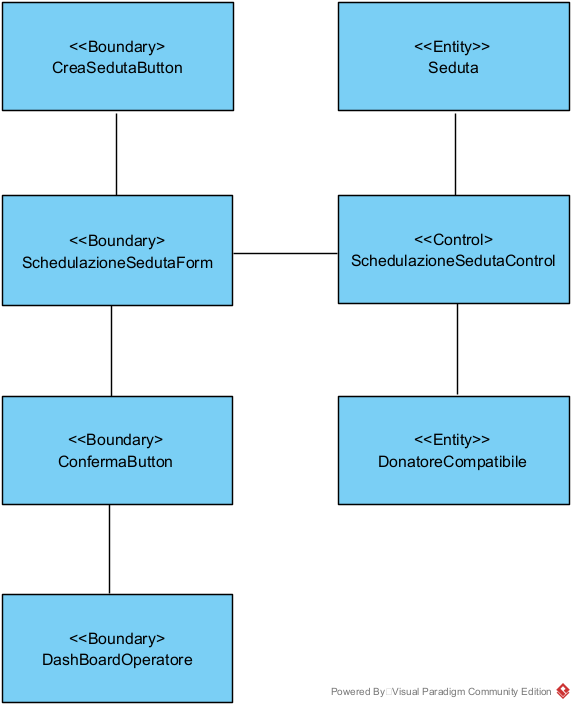 <<Boundary>
CreaSedutaButton
<<Entity>>
Seduta
<<Boundary>
SchedulazioneSedutaForm
<<Control>
SchedulazioneSedutaControl
<<Boundary>
ConfermaButton
<<Entity>>
DonatoreCompatibile
<<Boundary>
DashBoardOperatore
Powered By Visual Paradigm Community Edition